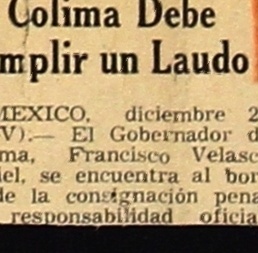 Colima Debe
mplir un Laudo
MEXICO, diciembre 2
V).— El Gobernador d
ma, Francisco Velasc
iel, se encuentra al bor
de la consignación pena
responsabilidad oficia